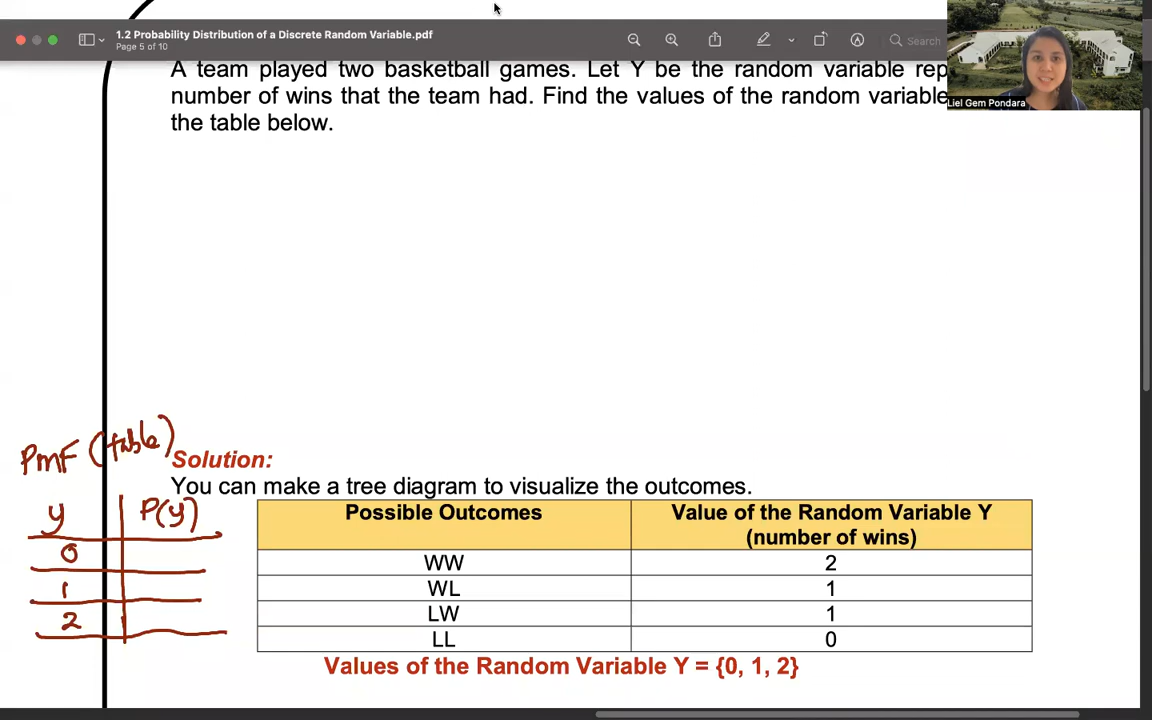 1.2 Probability Distribution of a Discrete Random Variable.pdf
Page 5 of 10
Search
Liel Gem Pondara
A team played two basketball games. Let Y be the random variable rep
number of wins that the team had. Find the values of the random variable
the table below.
PmF (table)
y P(y)
0
1
2
Solution:
You can make a tree diagram to visualize the outcomes.
Possible Outcomes Value of the Random Variable Y
(number of wins)
WW 2
WL 1
LW 1
LL 0
Values of the Random Variable Y = {0, 1, 2}